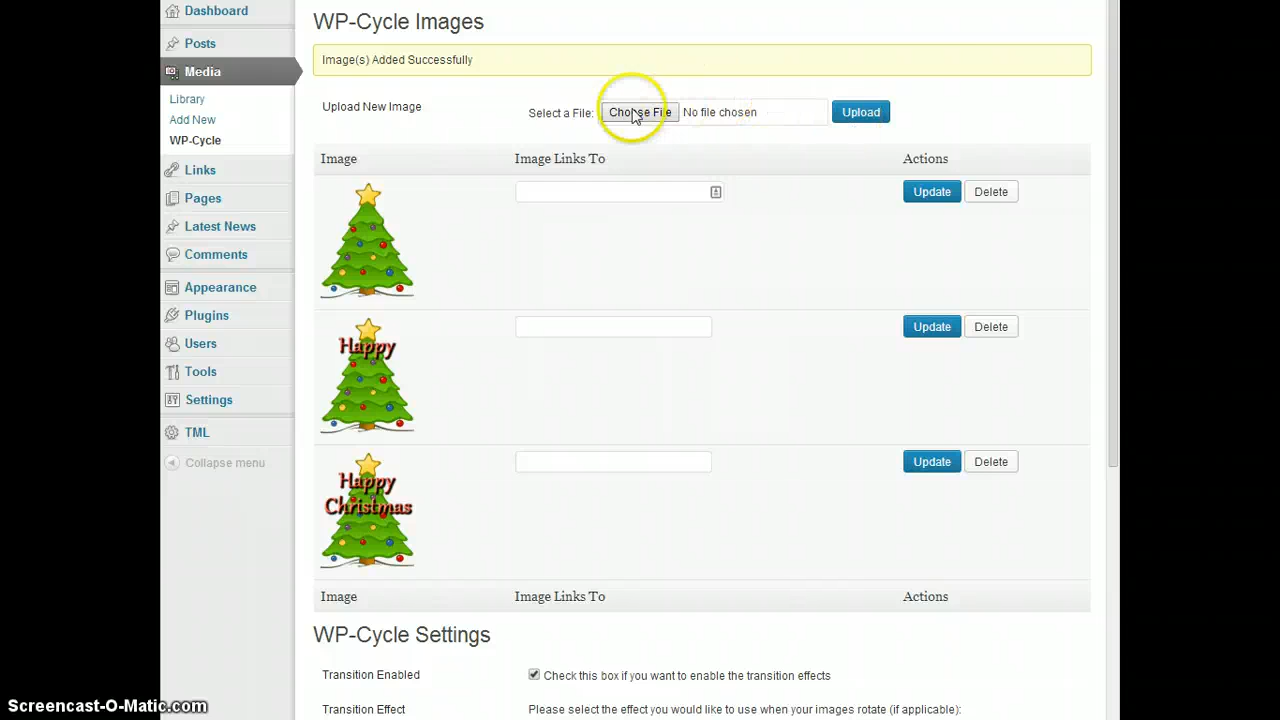 Dashboard
Posts
Media
Library
Add New
WP-Cycle
Links
Pages
Latest News
Comments
Appearance
Plugins
Users
Tools
Settings
TML
Collapse menu
WP-Cycle Images
Image(s) Added Successfully
Upload New Image
Select a File: Choose File No file chosen Upload
Image Image Links To Actions
Update Delete
Happy
Update Delete
Happy
Christmas
Update Delete
Image Image Links To Actions
WP-Cycle Settings
Transition Enabled Check this box if you want to enable the transition effects
Transition Effect Please select the effect you would like to use when your images rotate (if applicable):
Screencast-O-Matic.com